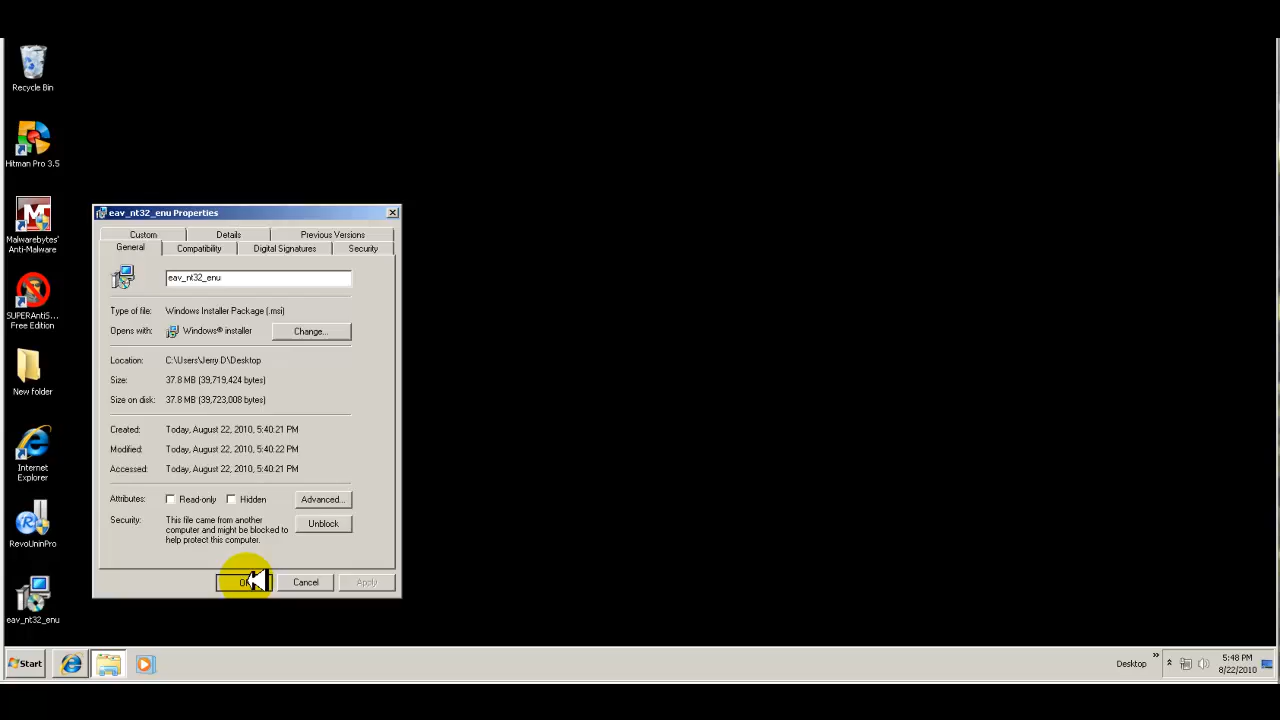 Recycle Bin
Hitman Pro 3.5
Malwarebytes'
Anti-Malware
SUPERAntiS...
Free Edition
New folder
Internet
Explorer
RevoUninPro
eav_nt32_enu
eav_nt32_enu Properties
Custom
Details
Previous Versions
General
Compatibility
Digital Signatures
Security
eav_nt32_enu
Type of file: Windows Installer Package (.msi)
Opens with: Windows® installer Change...
Location: C:\Users\Jerry D\Desktop
Size: 37.8 MB (39,719,424 bytes)
Size on disk: 37.8 MB (39,723,008 bytes)
Created: Today, August 22, 2010, 5:40:21 PM
Modified: Today, August 22, 2010, 5:40:22 PM
Accessed: Today, August 22, 2010, 5:40:21 PM
Attributes: Read-only Hidden Advanced...
Security: This file came from another
computer and might be blocked to
help protect this computer.
Unblock
Cancel
Apply
Start
Desktop
5:48 PM
8/22/2010